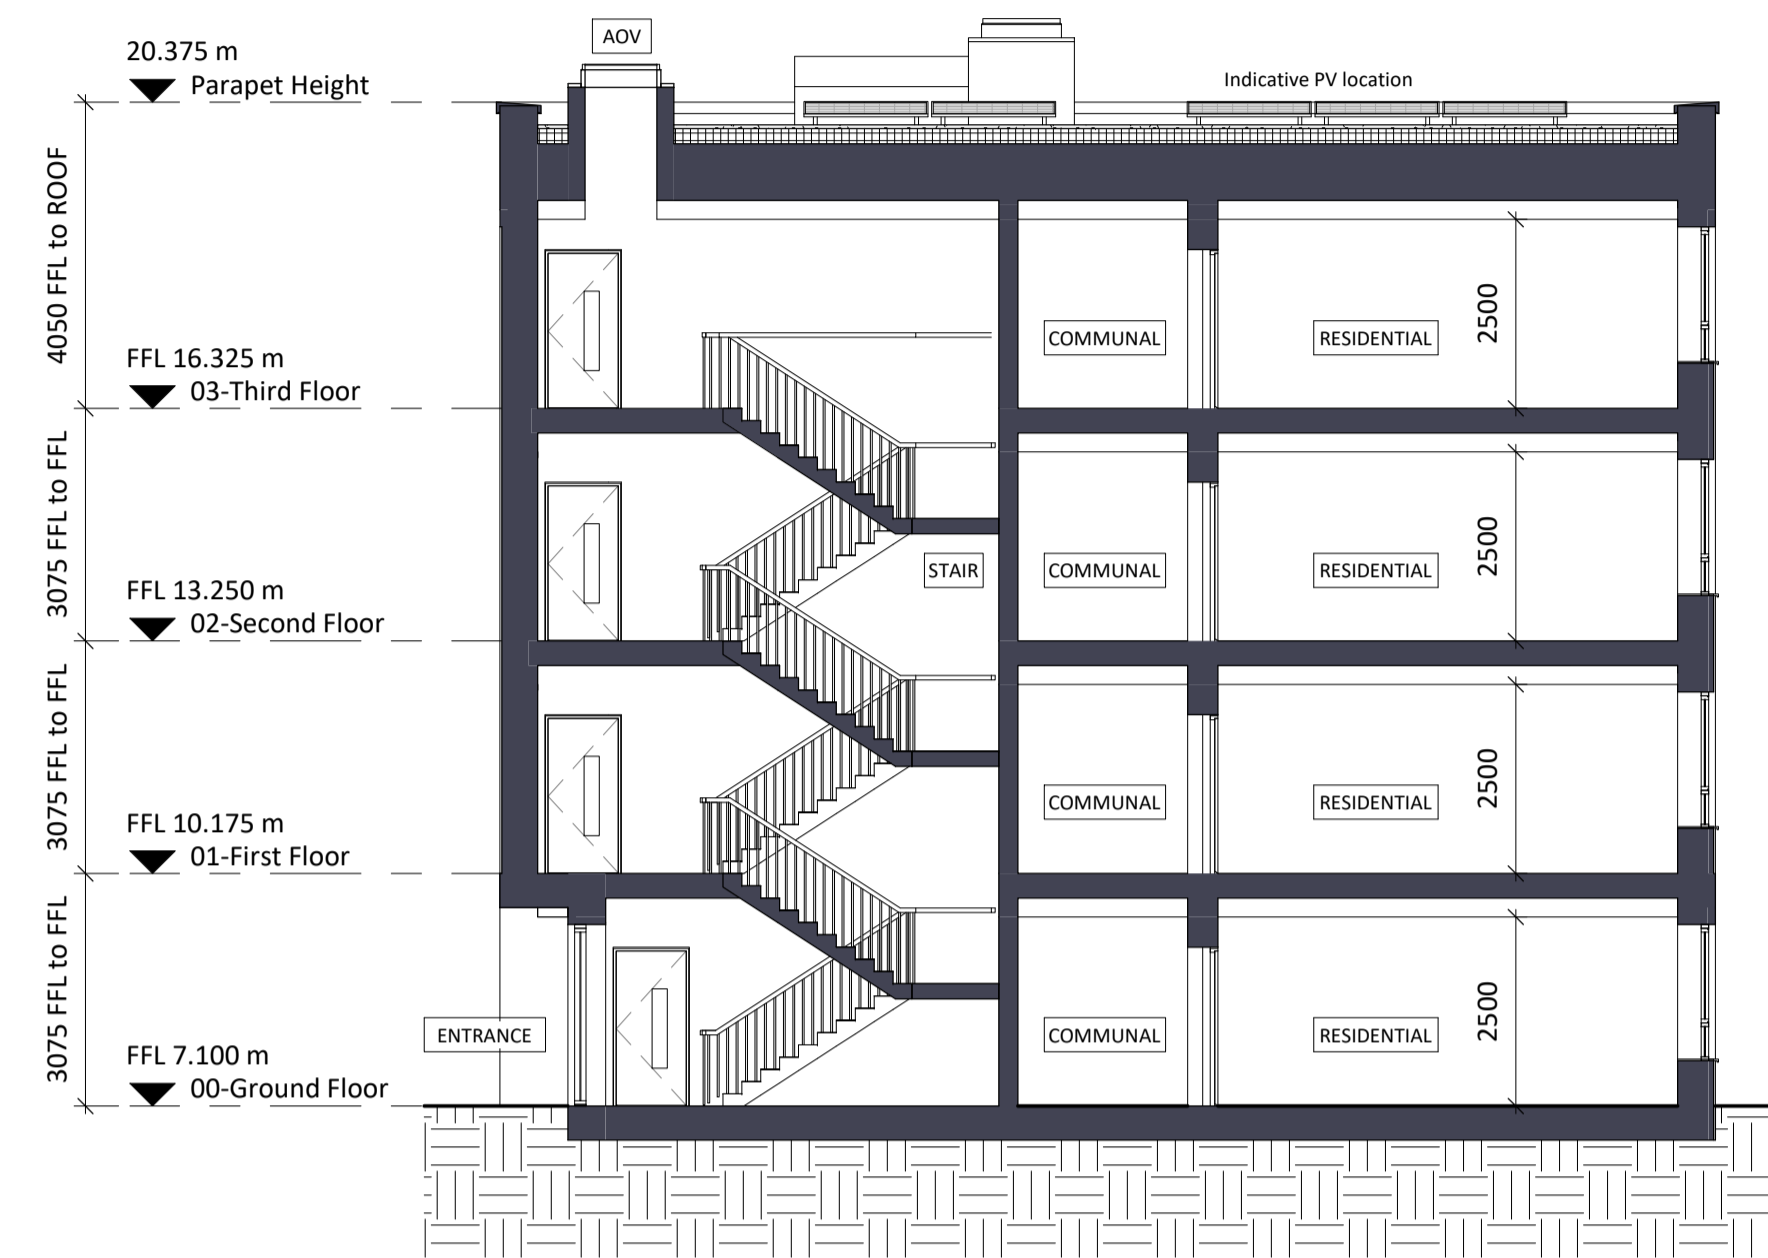 AOV
20.375 m
Parapet Height
Indicative PV location
4050 FFL to ROOF
2500
COMMUNAL
RESIDENTIAL
FFL 16.325 m
03-Third Floor
3075 FFL to FFL
2500
STAIR
COMMUNAL
RESIDENTIAL
FFL 13.250 m
02-Second Floor
3075 FFL to FFL
2500
COMMUNAL
RESIDENTIAL
FFL 10.175 m
01-First Floor
3075 FFL to FFL
2500
ENTRANCE
COMMUNAL
RESIDENTIAL
FFL 7.100 m
00-Ground Floor